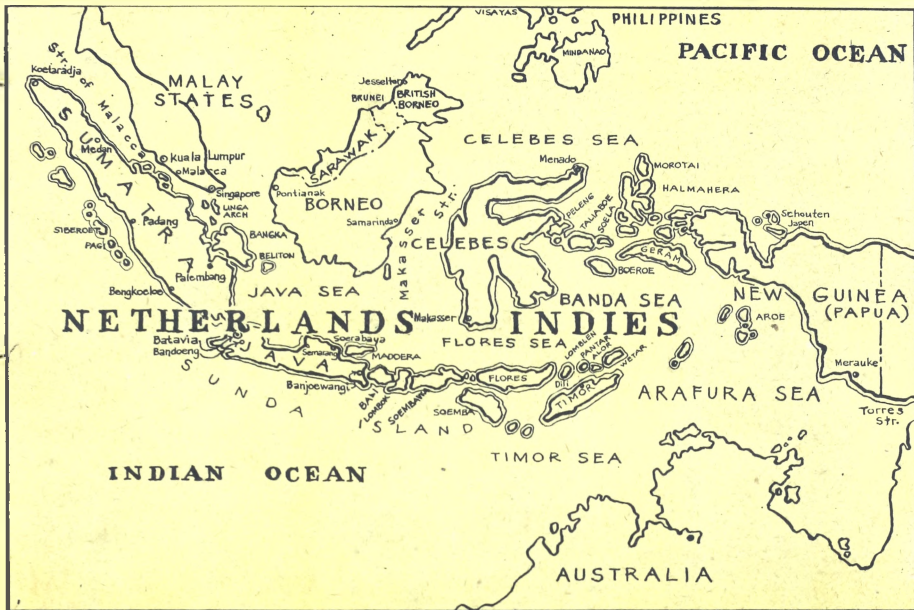 VISAYAS
PHILIPPINES
MINDANAO
PACIFIC OCEAN
Koetaradja
Str. of Malacca
MALAY
STATES
Jesselton
BRUNEI
BRITISH
BORNEO
SARAWAK
CELEBES SEA
SUMATRA
Medan
Kuala Lumpur
Malacca
Singapore
LINGA
ARCH
Pontianak
BORNEO
Samarinda
Makasser Str.
Menado
MOROTAI
HALMAHERA
PELENG
TALIABOE
SOELA
Schouten
Japen
SIBEROET
PAGI
Padang
BANGKA
BELITON
Palembang
CELEBES
GERAM
BOEROE
Bengkoeloe
JAVA SEA
BANDA SEA
NEW
GUINEA
(PAPUA)
AROE
NETHERLANDS INDIES
Makasser
FLORES SEA
Batavia
Bandoeng
JAVA
Semarang
Soerabaya
MADOERA
Banjoewangi
BALI
LOMBOK
SOEMBAWA
FLORES
SOEMBA
LOMBLEN
PANTAR
ALOR
WETAR
Dili
TIMOR
Merauke
ARAFURA SEA
Torres
Str.
SUNDA ISLAND
TIMOR SEA
INDIAN OCEAN
AUSTRALIA